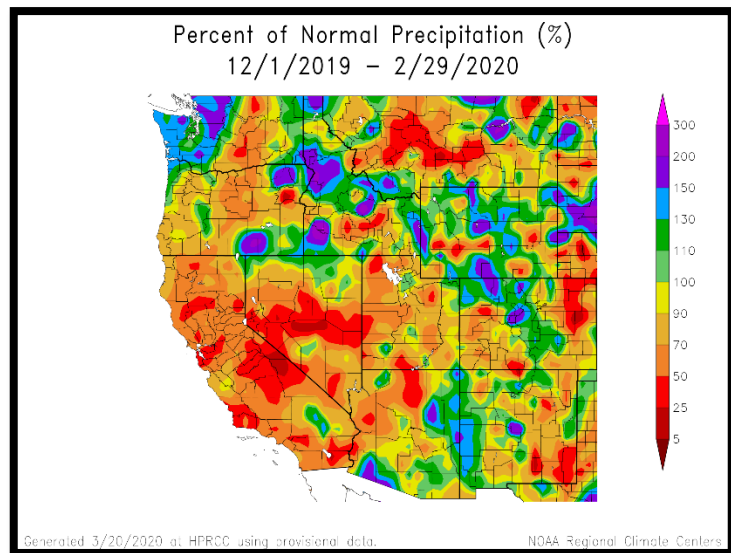 Percent of Normal Precipitation (%)
12/1/2019 – 2/29/2020
300
200
150
130
110
100
90
70
50
25
5
Generated 3/20/2020 at HPRCC using provisional data.
NOAA Regional Climate Centers